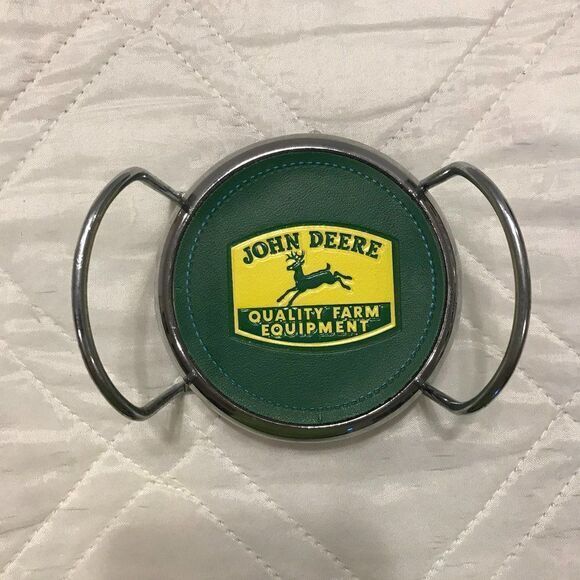 JOHN DEERE
QUALITY FARM
EQUIPMENT